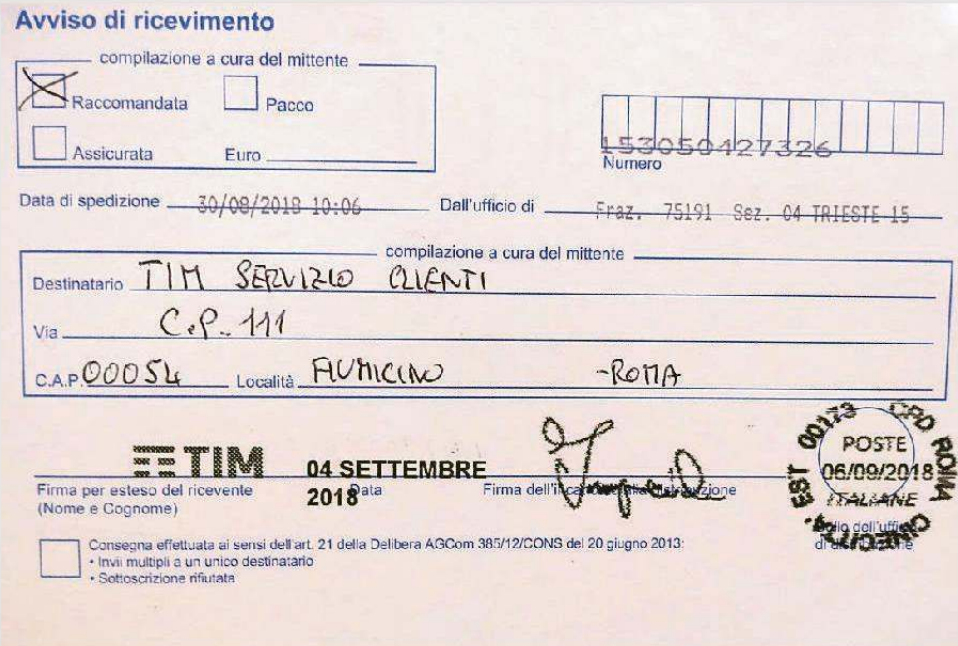 Avviso di ricevimento
compilazione a cura del mittente
Raccomandata Pacco
Assicurata Euro
153050427326
Numero
Data di spedizione 30/08/2018 10:06 Dall'ufficio di Fraz. 75191 Sez. 04 TRIESTE 15
compilazione a cura del mittente
Destinatario TIM SERVIZIO CLIENTI
Via C.P. 111
C.A.P. 00054 Località FIUMICINO -ROMA
TIM 04 SETTEMBRE
2018 Data
Firma per esteso del ricevente
(Nome e Cognome)
Firma dell'incaricato alla distribuzione
EST 00173 CPD ROMA
POSTE
06/09/2018
ITALIANE
Bollo dell'ufficio
di distribuzione
Consegna effettuata ai sensi dell'art. 21 della Delibera AGCom 385/12/CONS del 20 giugno 2013:
• Invii multipli a un unico destinatario
• Sottoscrizione rifiutata